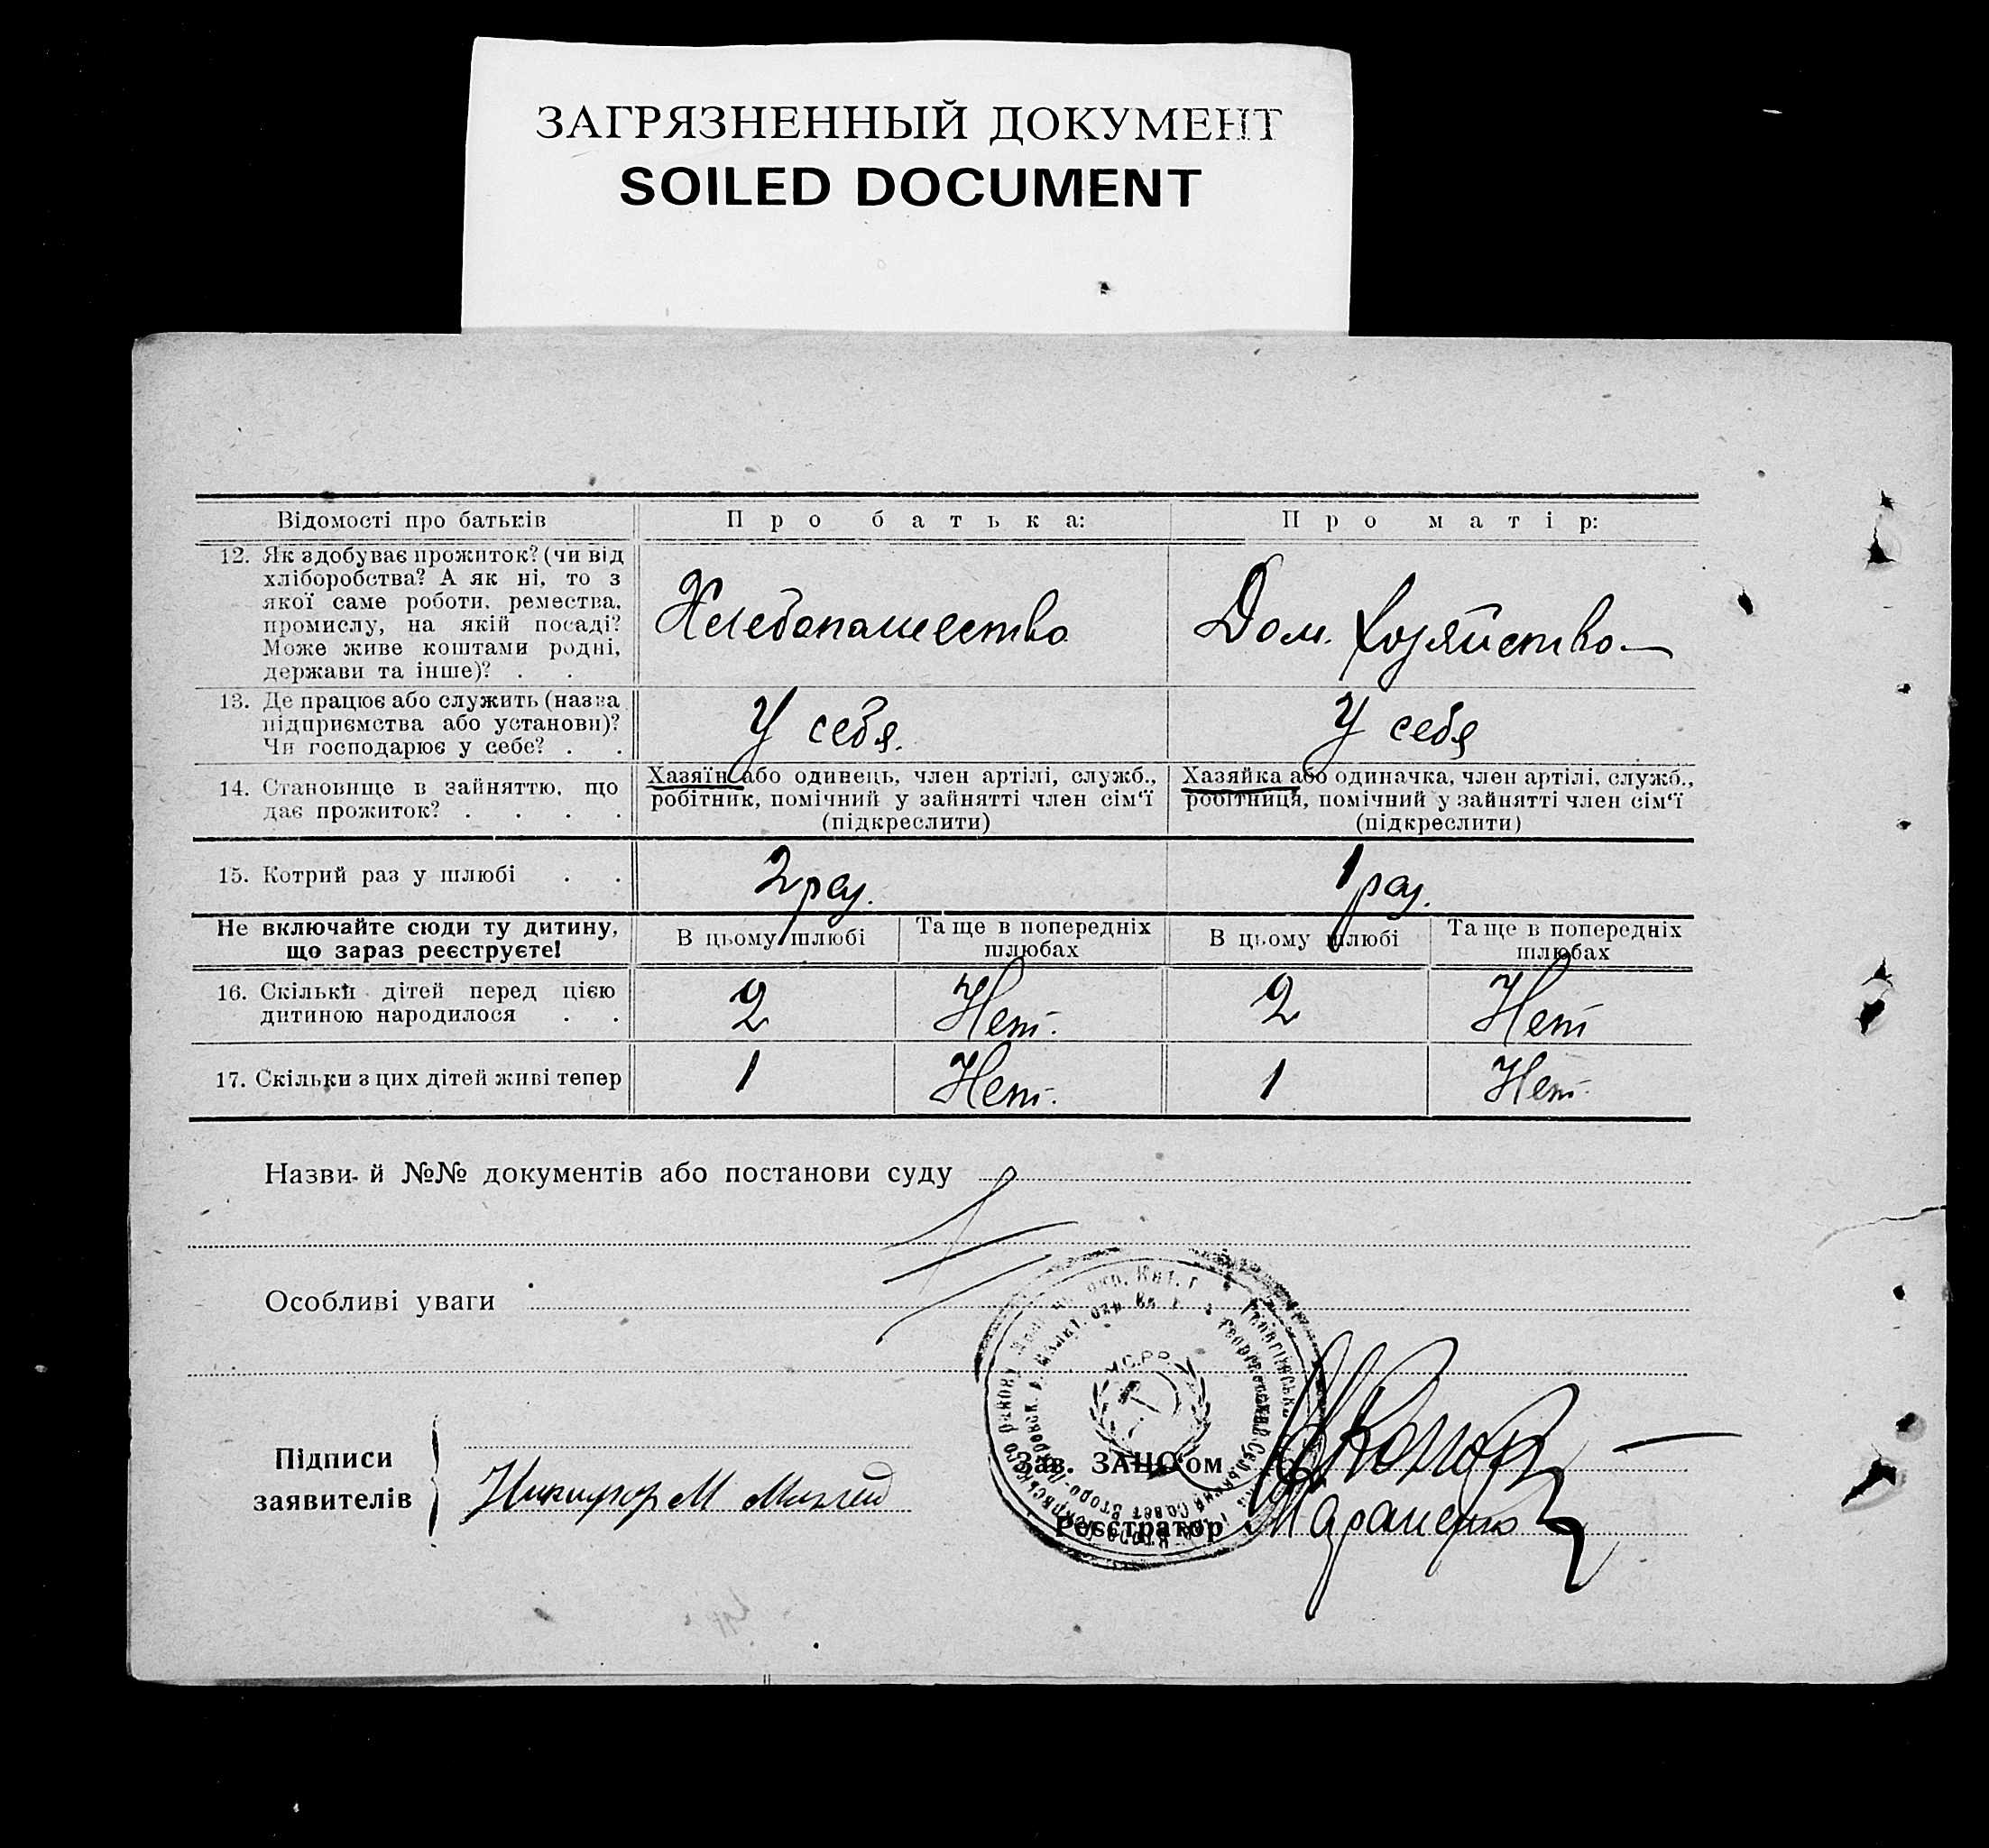 ЗАГРЯЗНЕННЫЙ ДОКУМЕНТ
SOILED DOCUMENT
Відомості про батьків
Про батька:
Про матір:
12. Як здобуває прожиток? (чи від
хліборобства? А як ні, то з
якої саме роботи, ремества,
промислу, на якій посаді?
Може живе коштами родні,
держави та інше)? . .
Хлебопашество
Дом. хозяйство
13. Де працює або служить (назва
підприємства або установи)?
Чи господарює у себе? . .
У себя.
У себя
14. Становище в зайняттю, що
дає прожиток? . . . .
Хазяїн або одинець, член артілі, служб.,
робітник, помічний у зайнятті член сім'ї
(підкреслити)
Хазяйка або одиначка, член артілі, служб.,
робітниця, помічний у зайнятті член сім'ї
(підкреслити)
15. Котрий раз у шлюбі . .
2 раз.
1 раз.
Не включайте сюди ту дитину,
що зараз реєструєте!
В цьому шлюбі
Та ще в попередніх
шлюбах
В цьому шлюбі
Та ще в попередніх
шлюбах
16. Скільки дітей перед цією
дитиною народилося . .
2
Нет.
2
Нет
17. Скільки з цих дітей живі тепер
1
Нет.
1
Нет.
Назви й №№ документів або постанови суду
Особливі уваги
У.С.Р.Р.
Підписи
заявителів
Никифор М
Зав. ЗАНО'ом
Реєстратор